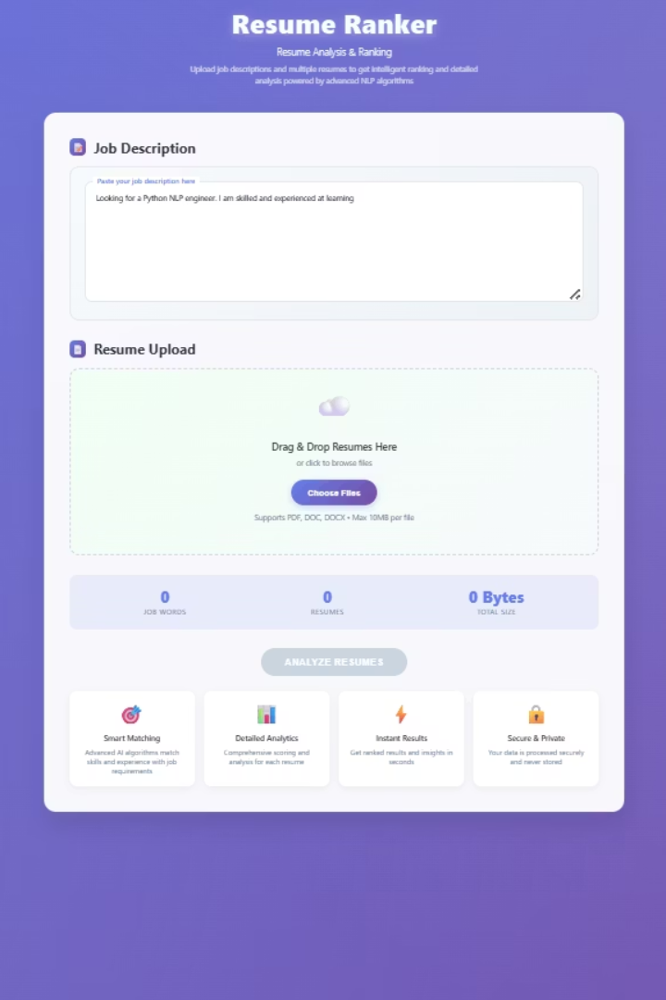 Resume Ranker
Resume Analysis & Ranking
Upload job descriptions and multiple resumes to get intelligent ranking and detailed
analysis powered by advanced NLP algorithms
Job Description
Paste your job description here
Looking for a Python NLP engineer. I am skilled and experienced at learning
Resume Upload
Drag & Drop Resumes Here
or click to browse files
Choose Files
Supports PDF, DOC, DOCX • Max 10MB per file
0
JOB WORDS
0
RESUMES
0 Bytes
TOTAL SIZE
ANALYZE RESUMES
Smart Matching
Advanced AI algorithms match
skills and experience with job
requirements
Detailed Analytics
Comprehensive scoring and
analysis for each resume
Instant Results
Get ranked results and insights in
seconds
Secure & Private
Your data is processed securely
and never stored